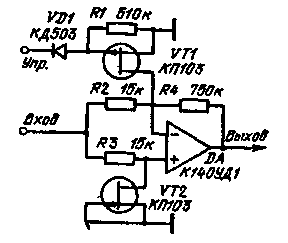 R1 510к
VD1
КД503
Упр.
VT1
КП103
R2 15к
R4 750к
Вход
R3 15к
Выход
DA
К140УД1
VT2
КП103